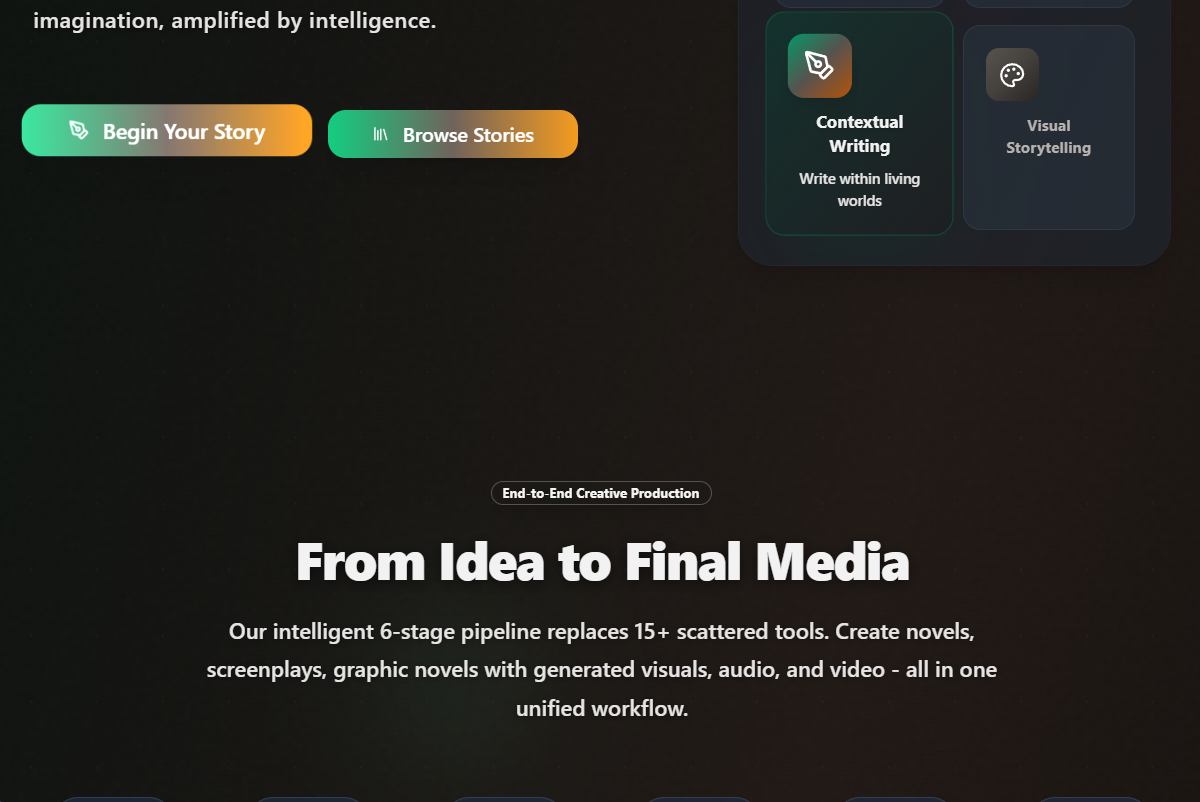 imagination, amplified by intelligence.
Begin Your Story
Browse Stories
Contextual
Writing
Write within living
worlds
Visual
Storytelling
End-to-End Creative Production
From Idea to Final Media
Our intelligent 6-stage pipeline replaces 15+ scattered tools. Create novels,
screenplays, graphic novels with generated visuals, audio, and video - all in one
unified workflow.